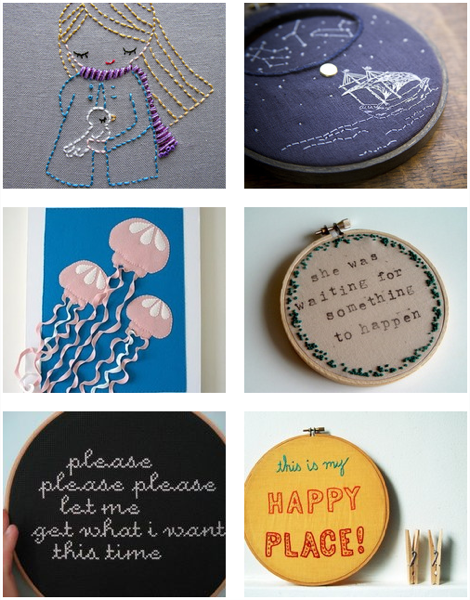 she was
waiting for
something
to happen
please
please please
let me
get what i want
this time
this is my
HAPPY
PLACE!